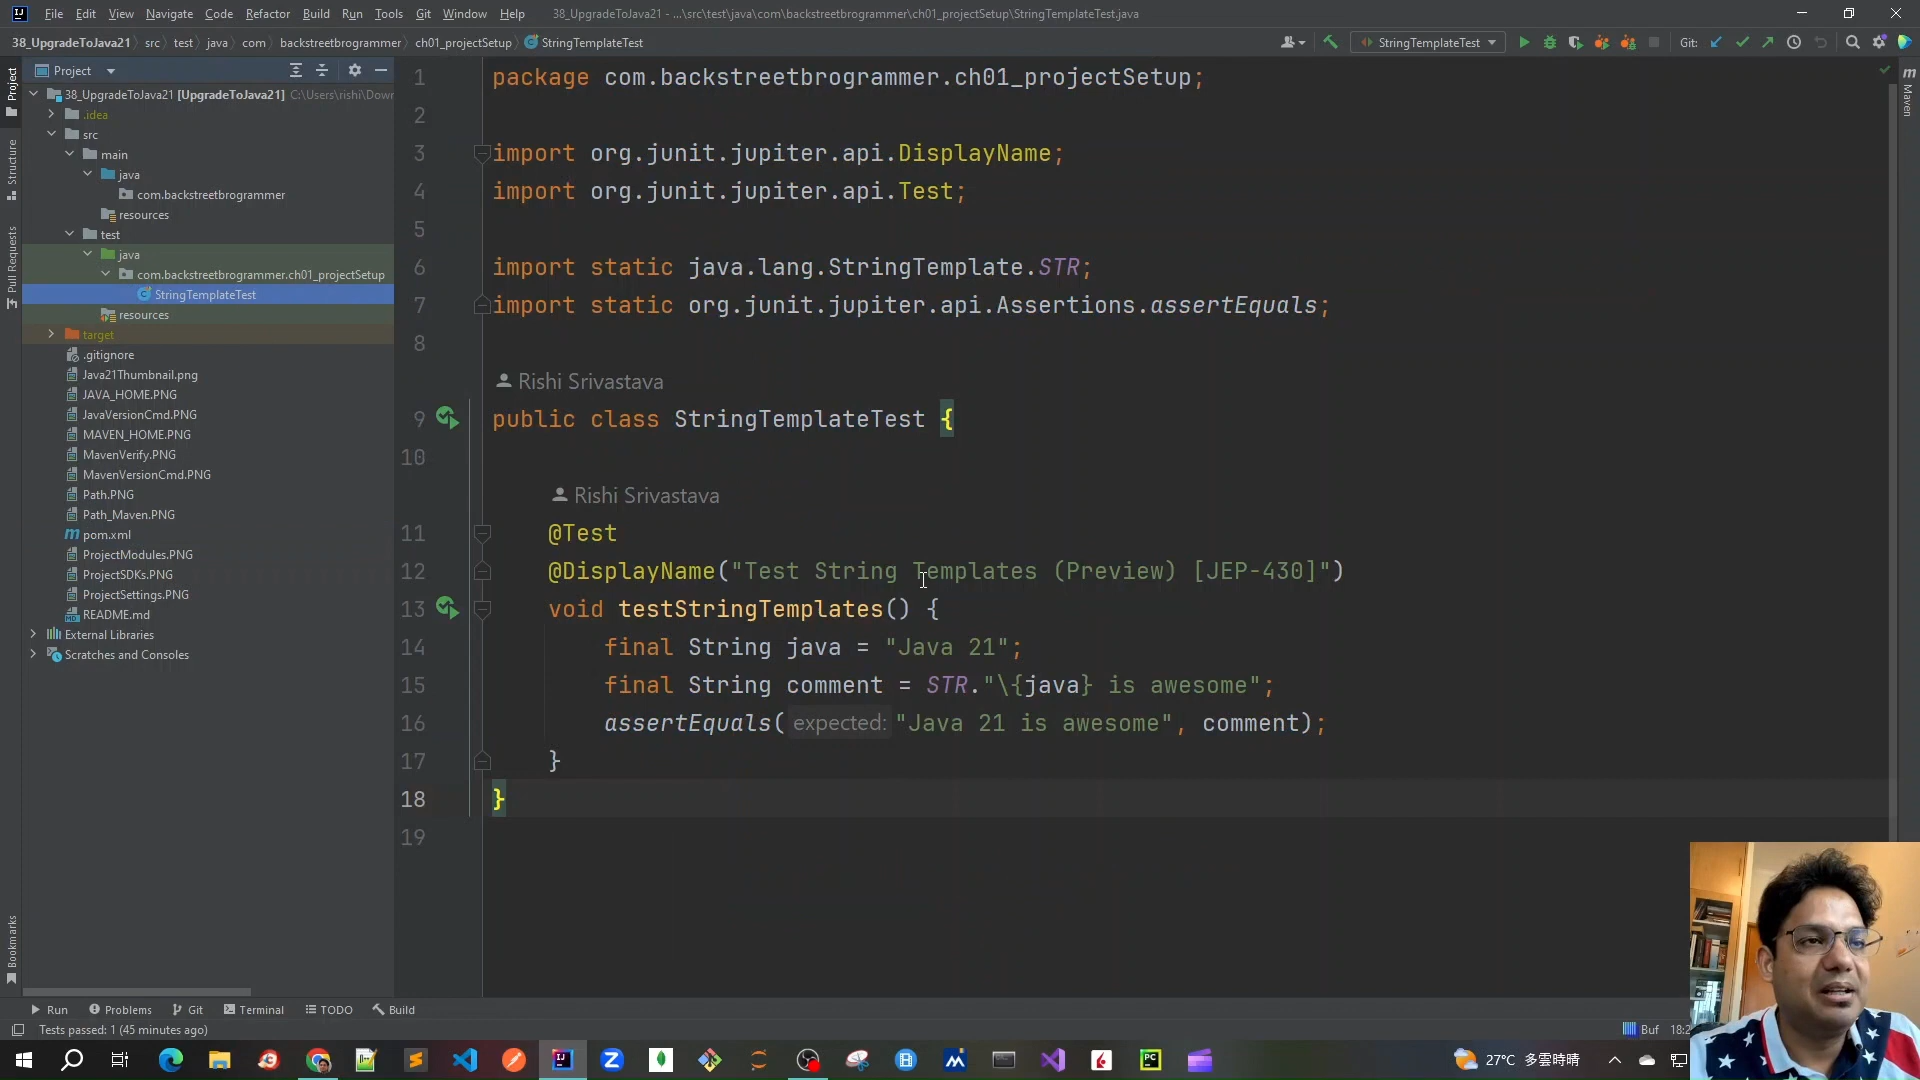 File Edit View Navigate Code Refactor Build Run Tools Git Window Help 38_UpgradeToJava21 - ...\src\test\java\com\backstreetbrogrammer\ch01_projectSetup\StringTemplateTest.java
38_UpgradeToJava21 src test java com backstreetbrogrammer ch01_projectSetup StringTemplateTest StringTemplateTest Git:
Project
Structure
Pull Requests
Bookmarks
Project
38_UpgradeToJava21 [UpgradeToJava21] C:\Users\rishi\Down
.idea
src
main
java
com.backstreetbrogrammer
resources
test
java
com.backstreetbrogrammer.ch01_projectSetup
StringTemplateTest
resources
target
.gitignore
Java21Thumbnail.png
JAVA_HOME.PNG
JavaVersionCmd.PNG
MAVEN_HOME.PNG
MavenVerify.PNG
MavenVersionCmd.PNG
Path.PNG
Path_Maven.PNG
pom.xml
ProjectModules.PNG
ProjectSDKs.PNG
ProjectSettings.PNG
README.md
External Libraries
Scratches and Consoles
1 package com.backstreetbrogrammer.ch01_projectSetup;
2
3 import org.junit.jupiter.api.DisplayName;
4 import org.junit.jupiter.api.Test;
5
6 import static java.lang.StringTemplate.STR;
7 import static org.junit.jupiter.api.Assertions.assertEquals;
8
Rishi Srivastava
9 public class StringTemplateTest {
10
Rishi Srivastava
11 @Test
12 @DisplayName("Test String Templates (Preview) [JEP-430]")
13 void testStringTemplates() {
14 final String java = "Java 21";
15 final String comment = STR."\{java} is awesome";
16 assertEquals( expected: "Java 21 is awesome", comment);
17 }
18 }
19
Maven
Run Problems Git Terminal TODO Build
Tests passed: 1 (45 minutes ago) Buf 18:2
27°C 多雲時晴